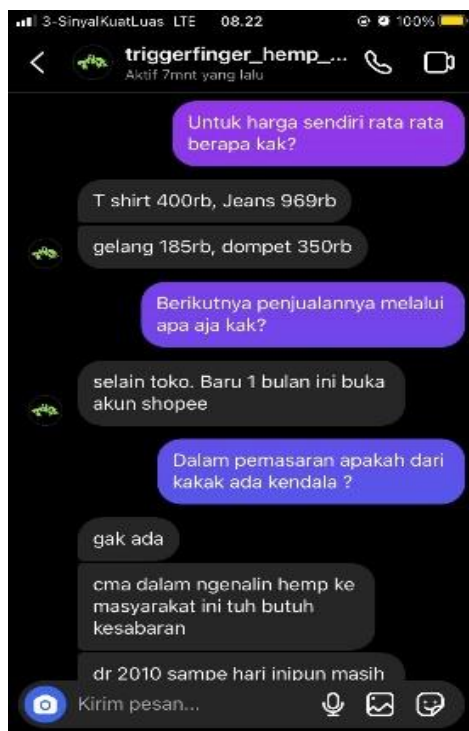 3-SinyalKuatLuas LTE 08.22 100%
triggerfinger_hemp_...
Aktif 7mnt yang lalu
Untuk harga sendiri rata rata
berapa kak?
T shirt 400rb, Jeans 969rb
gelang 185rb, dompet 350rb
Berikutnya penjualannya melalui
apa aja kak?
selain toko. Baru 1 bulan ini buka
akun shopee
Dalam pemasaran apakah dari
kakak ada kendala ?
gak ada
cma dalam ngenalin hemp ke
masyarakat ini tuh butuh
kesabaran
dr 2010 sampe hari inipun masih
Kirim pesan...